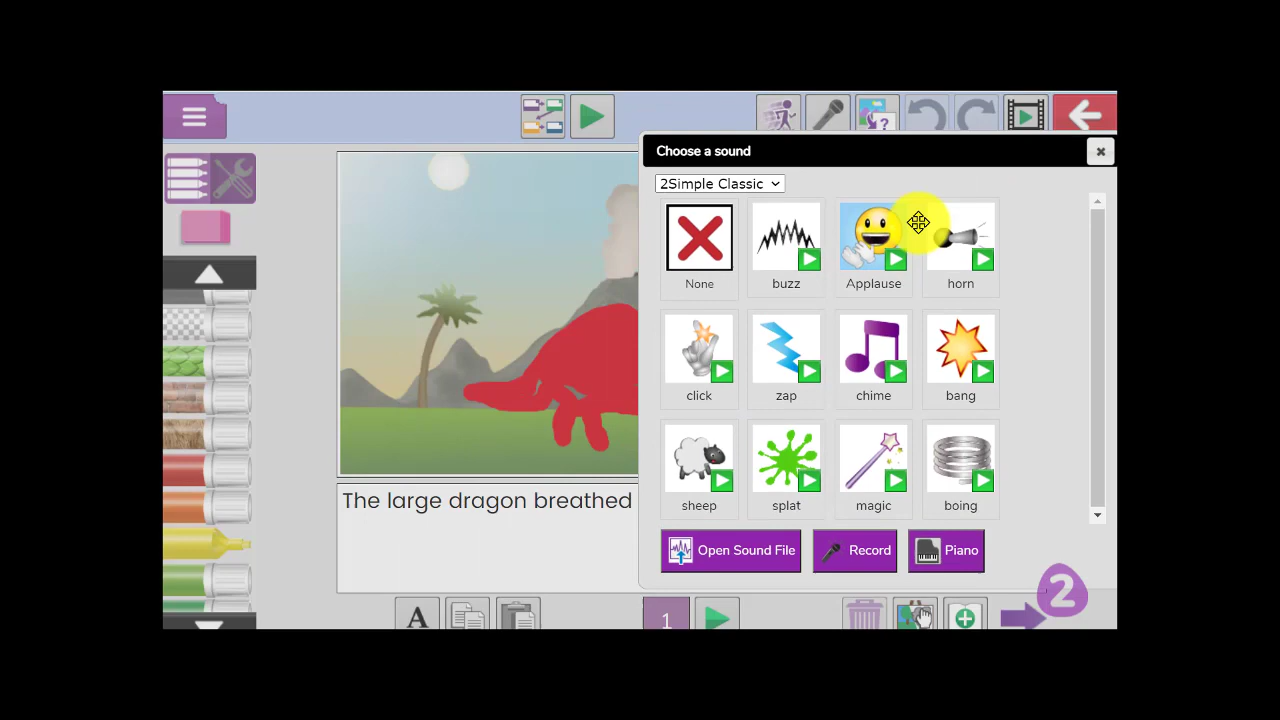 Choose a sound
2Simple Classic
None
buzz
Applause
horn
click
zap
chime
bang
sheep
splat
magic
boing
The large dragon breathed
Open Sound File
Record
Piano
A
1
?
2